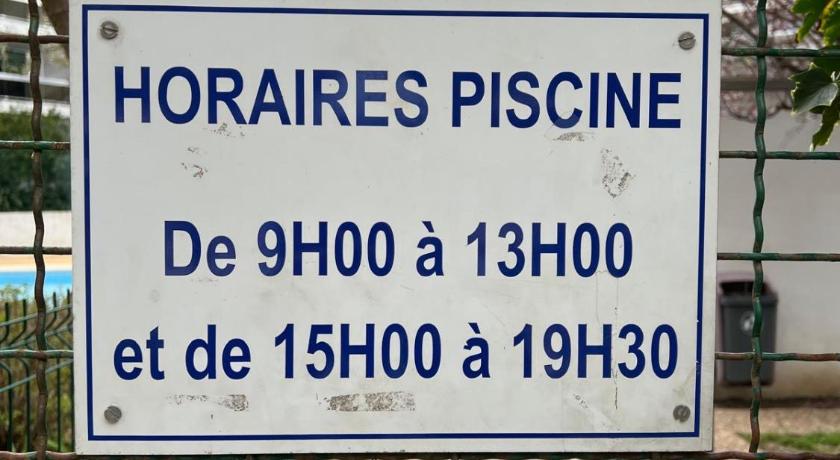 HORAIRES PISCINE
De 9H00 à 13H00
et de 15H00 à 19H30